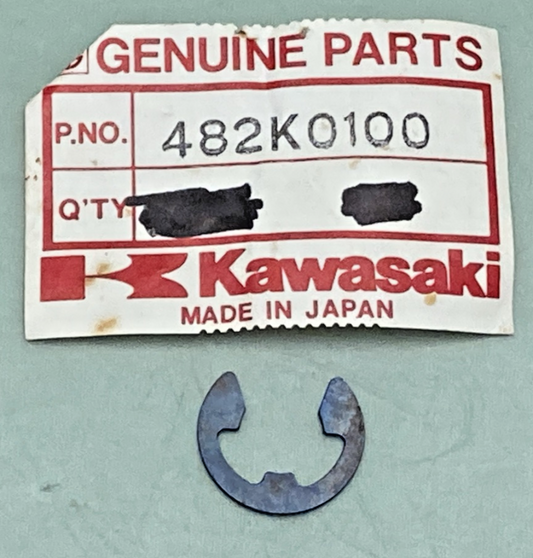 GENUINE PARTS
P.NO. 482K0100
Q'TY
Kawasaki
MADE IN JAPAN